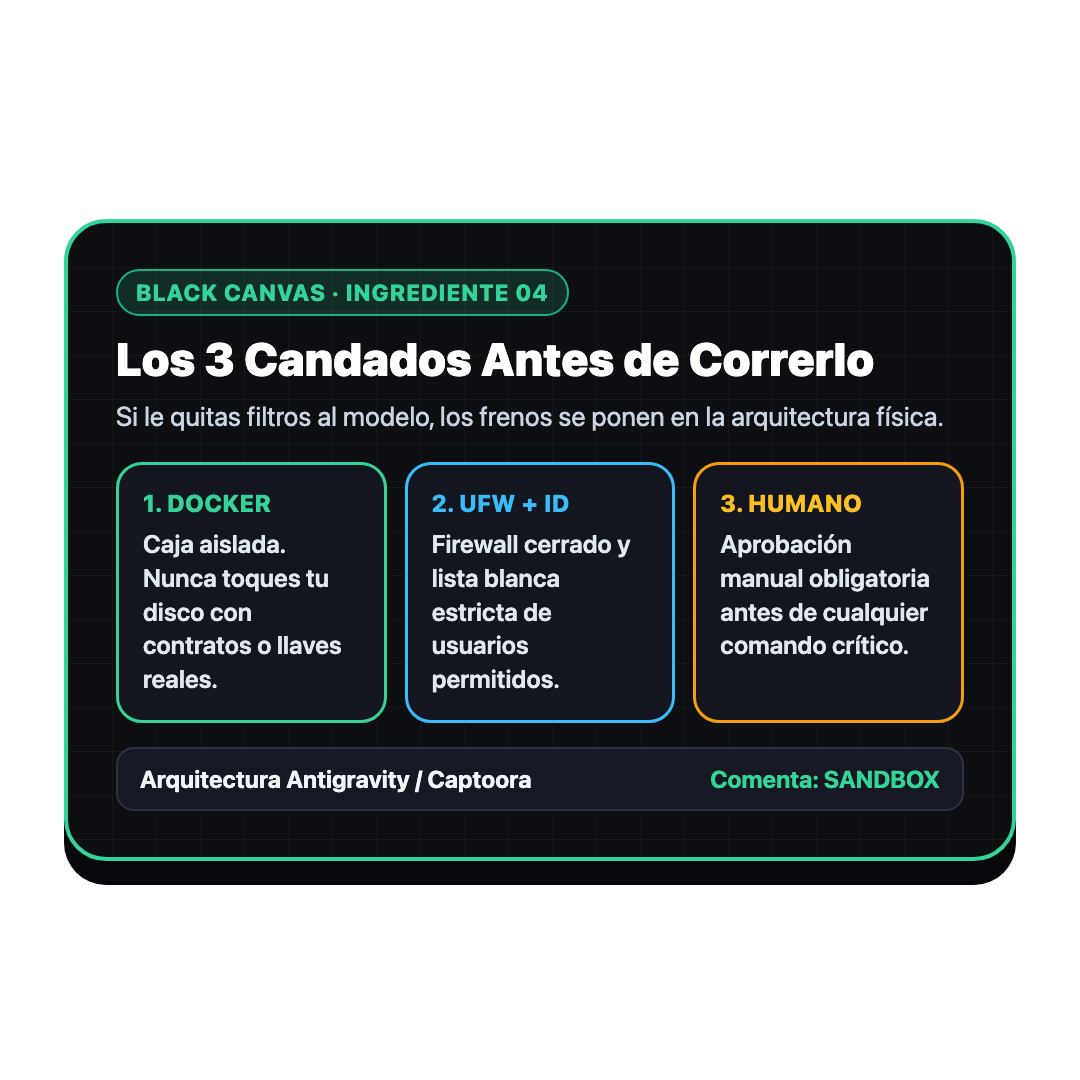 BLACK CANVAS · INGREDIENTE 04
Los 3 Candados Antes de Correrlo
Si le quitas filtros al modelo, los frenos se ponen en la arquitectura física.
1. DOCKER
Caja aislada.
Nunca toques tu
disco con
contratos o llaves
reales.
2. UFW + ID
Firewall cerrado y
lista blanca
estricta de
usuarios
permitidos.
3. HUMANO
Aprobación
manual obligatoria
antes de cualquier
comando crítico.
Arquitectura Antigravity / Captoora
Comenta: SANDBOX